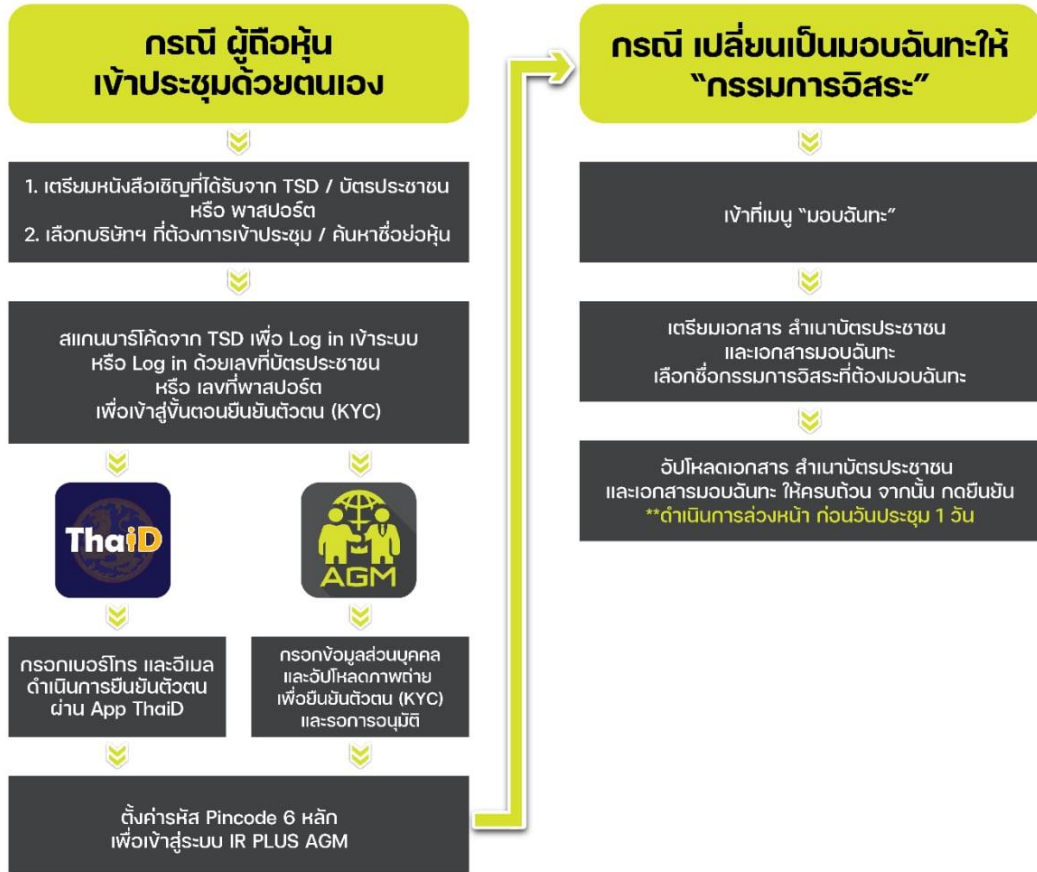 กรณี ผู้ถือหุ้น
เข้าประชุมด้วยตนเอง
1. เตรียมหนังสือเชิญที่ได้รับจาก TSD / บัตรประชาชน
หรือ พาสปอร์ต
2. เลือกบริษัทฯ ที่ต้องการเข้าประชุม / ค้นหาชื่อย่อหุ้น
สแกนบาร์โค้ดจาก TSD เพื่อ Log in เข้าระบบ
หรือ Log in ด้วยเลขที่บัตรประชาชน
หรือ เลขที่พาสปอร์ต
เพื่อเข้าสู่ขั้นตอนยืนยันตัวตน (KYC)
ThaiD
กรอกเบอร์โทร และอีเมล
ดำเนินการยืนยันตัวตน
ผ่าน App ThaiD
AGM
กรอกข้อมูลส่วนบุคคล
และอัปโหลดภาพถ่าย
เพื่อยืนยันตัวตน (KYC)
และรอการอนุมัติ
ตั้งค่ารหัส Pincode 6 หลัก
เพื่อเข้าสู่ระบบ IR PLUS AGM
กรณี เปลี่ยนเป็นมอบฉันทะให้
“กรรมการอิสระ”
เข้าที่เมนู “มอบฉันทะ”
เตรียมเอกสาร สำเนาบัตรประชาชน
และเอกสารมอบฉันทะ
เลือกชื่อกรรมการอิสระที่ต้องมอบฉันทะ
อัปโหลดเอกสาร สำเนาบัตรประชาชน
และเอกสารมอบฉันทะ ให้ครบถ้วน จากนั้น กดยืนยัน
**ดำเนินการล่วงหน้า ก่อนวันประชุม 1 วัน